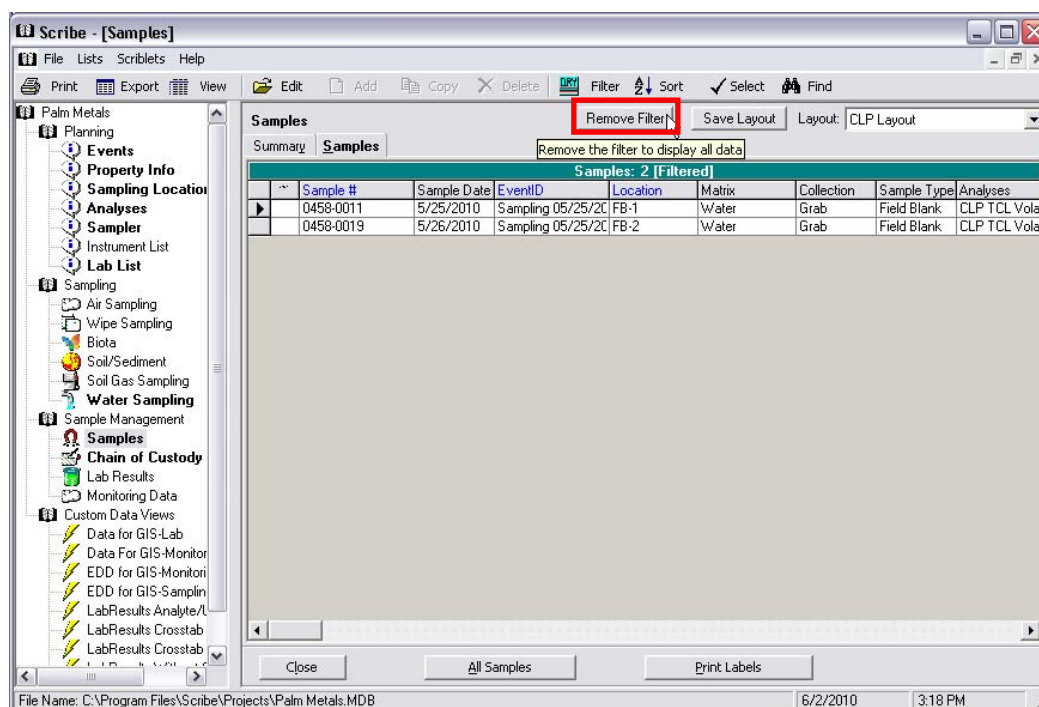 Scribe - [Samples]
File Lists Scriblets Help
Print Export View Edit Add Copy Delete DRY Filter Sort Select Find
Palm Metals
Planning
Events
Property Info
Sampling Location
Analyses
Sampler
Instrument List
Lab List
Sampling
Air Sampling
Wipe Sampling
Biota
Soil/Sediment
Soil Gas Sampling
Water Sampling
Sample Management
Samples
Chain of Custody
Lab Results
Monitoring Data
Custom Data Views
Data for GIS-Lab
Data For GIS-Monitor
EDD for GIS-Monitori
EDD for GIS-Samplin
LabResults Analyte/L
LabResults Crosstab
LabResults Crosstab
Samples Remove Filter Save Layout Layout: CLP Layout
Summary Samples
Remove the filter to display all data
Samples: 2 [Filtered]
Sample # Sample Date EventID Location Matrix Collection Sample Type Analyses
0458-0011 5/25/2010 Sampling 05/25/20 FB-1 Water Grab Field Blank CLP TCL Vola
0458-0019 5/26/2010 Sampling 05/25/20 FB-2 Water Grab Field Blank CLP TCL Vola
Close All Samples Print Labels
File Name: C:\Program Files\Scribe\Projects\Palm Metals.MDB 6/2/2010 3:18 PM